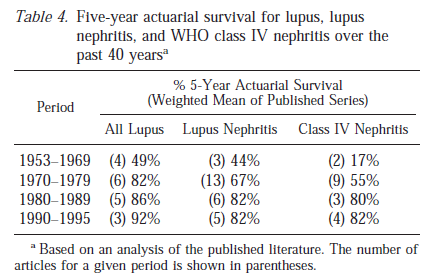 Table 4. Five-year actuarial survival for lupus, lupus
nephritis, and WHO class IV nephritis over the
past 40 yearsa
% 5-Year Actuarial Survival
(Weighted Mean of Published Series)
Period
All Lupus Lupus Nephritis Class IV Nephritis
1953–1969 (4) 49% (3) 44% (2) 17%
1970–1979 (6) 82% (13) 67% (9) 55%
1980–1989 (5) 86% (6) 82% (3) 80%
1990–1995 (3) 92% (5) 82% (4) 82%
a Based on an analysis of the published literature. The number of
articles for a given period is shown in parentheses.